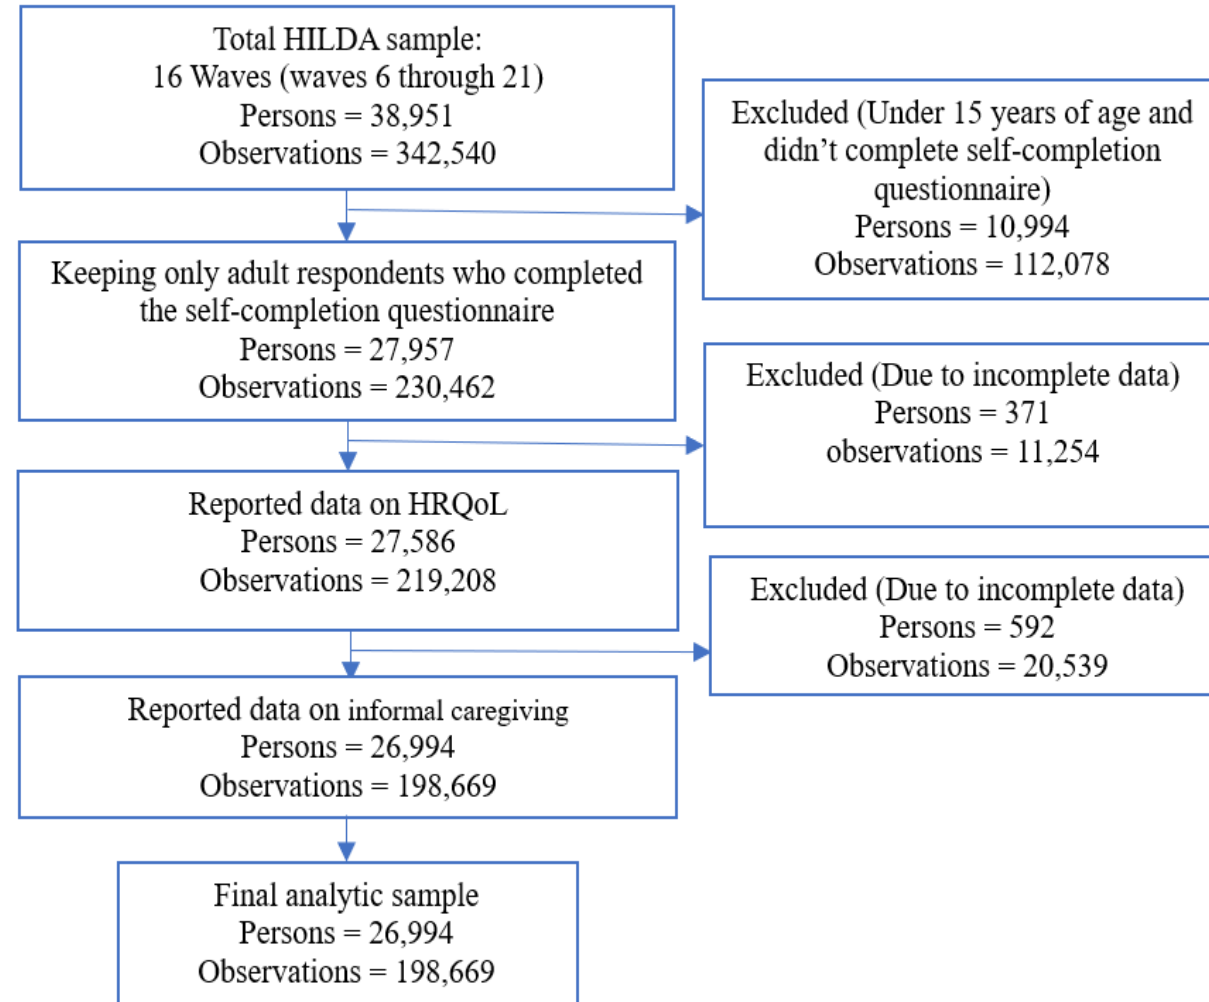 Total HILDA sample:
16 Waves (waves 6 through 21)
Persons = 38,951
Observations = 342,540
Excluded (Under 15 years of age and
didn’t complete self-completion
questionnaire)
Persons = 10,994
Observations = 112,078
Keeping only adult respondents who completed
the self-completion questionnaire
Persons = 27,957
Observations = 230,462
Excluded (Due to incomplete data)
Persons = 371
observations = 11,254
Reported data on HRQoL
Persons = 27,586
Observations = 219,208
Excluded (Due to incomplete data)
Persons = 592
Observations = 20,539
Reported data on informal caregiving
Persons = 26,994
Observations = 198,669
Final analytic sample
Persons = 26,994
Observations = 198,669